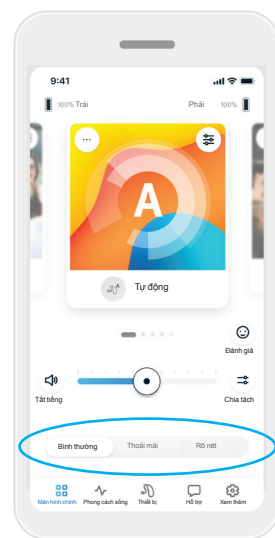 9:41
100% Trái Phải 100%
A
Tự động
Đánh giá
Tắt tiếng Chia tách
Bình thường Thoải mái Rõ nét
Màn hình chính Phong cách sống Thiết bị Hỗ trợ Xem thêm